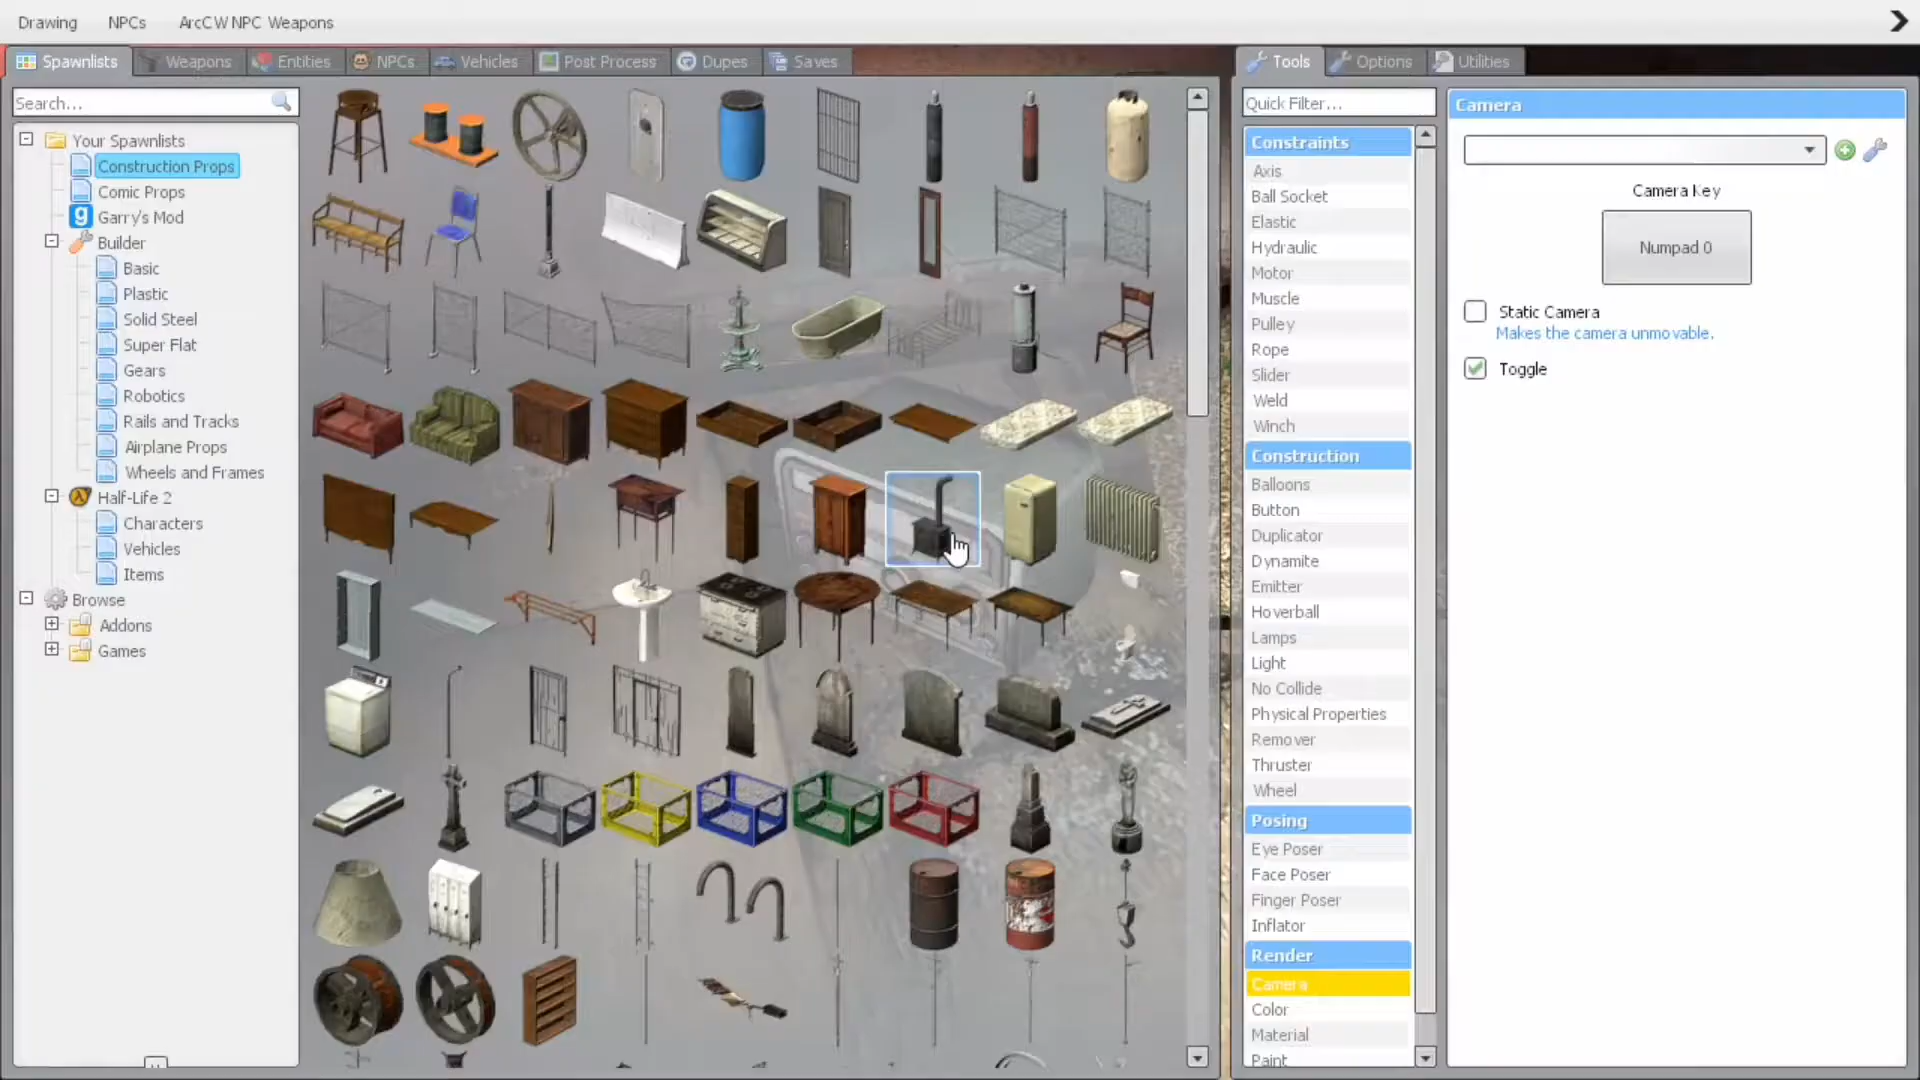 Drawing NPCs ArcCW NPC Weapons
Spawnlists Weapons Entities NPCs Vehicles Post Process Dupes Saves
Tools Options Utilities
Search...
Your Spawnlists
Construction Props
Comic Props
g Garry's Mod
Builder
Basic
Plastic
Solid Steel
Super Flat
Gears
Robotics
Rails and Tracks
Airplane Props
Wheels and Frames
Half-Life 2
Characters
Vehicles
Items
Browse
Addons
Games
Quick Filter...
Constraints
Axis
Ball Socket
Elastic
Hydraulic
Motor
Muscle
Pulley
Rope
Slider
Weld
Winch
Construction
Balloons
Button
Duplicator
Dynamite
Emitter
Hoverball
Lamps
Light
No Collide
Physical Properties
Remover
Thruster
Wheel
Posing
Eye Poser
Face Poser
Finger Poser
Inflator
Render
Camera
Color
Material
Paint
Camera
Camera Key
Numpad 0
Static Camera
Makes the camera unmovable.
Toggle